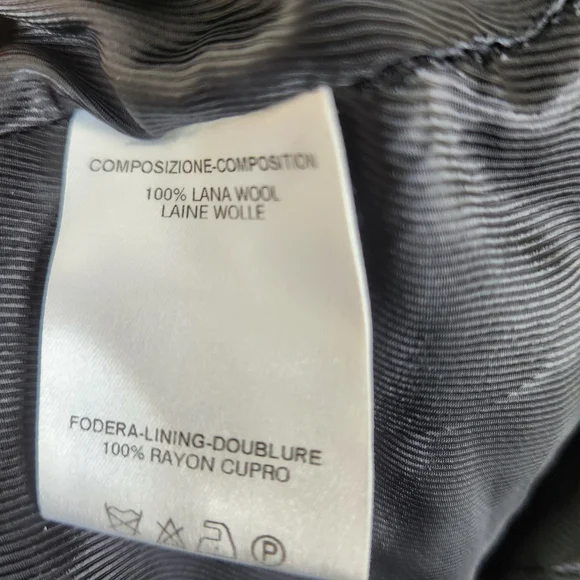 COMPOSIZIONE-COMPOSITION
100% LANA WOOL
LAINE WOLLE
FODERA-LINING-DOUBLURE
100% RAYON CUPRO
P